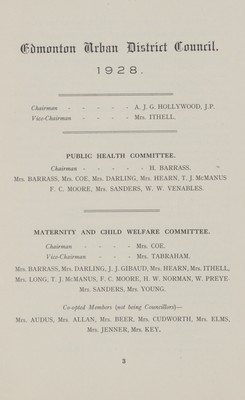 Edmonton Urban District Council.
1928.
Chairman - - - - - A. J. G. HOLLYWOOD, J.P.
Vice-Chairman - - - - Mrs. ITHELL.
PUBLIC HEALTH COMMITTEE.
Chairman - - - - - H. BARRASS.
Mrs. BARRASS, Mrs. COE, Mrs. DARLING, Mrs. HEARN, T. J. McMANUS
F. C. MOORE, Mrs. SANDERS, W. W. VENABLES.
MATERNITY AND CHILD WELFARE COMMITTEE.
Chairman - - - - Mrs. COE.
Vice-Chairman - - - - Mrs. TABRAHAM.
Mrs. BARRASS, Mrs. DARLING, J. J. GIBAUD, Mrs. HEARN, Mrs. ITHELL,
Mrs. LONG, T. J. McMANUS, F. C. MOORE, H. W. NORMAN, W. PREYE
Mrs. SANDERS, Mrs. YOUNG.
Co-opted Members (not being Councillors)—
Mrs. AUDUS, Mrs. ALLAN, Mrs. BEER, Mrs. CUDWORTH, Mrs. ELMS,
Mrs. JENNER, Mrs. KEY.
3